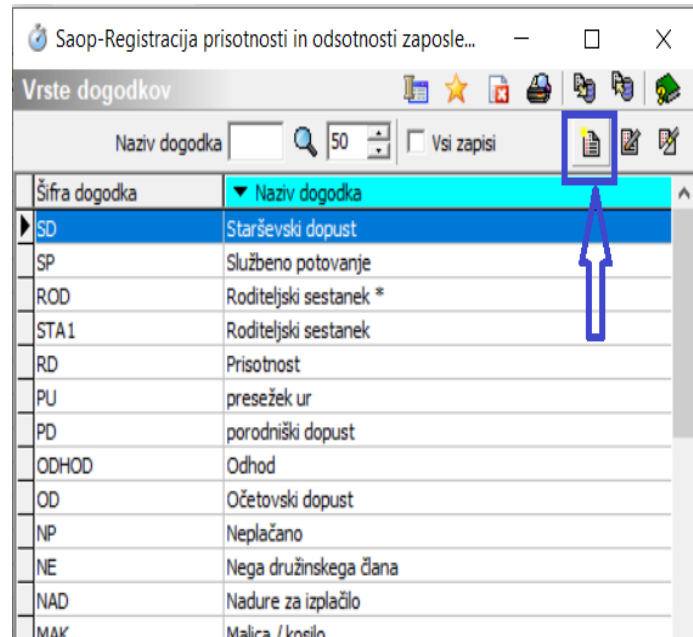 Saop-Registracija prisotnosti in odsotnosti zaposle...
Vrste dogodkov
Naziv dogodka 50 Vsi zapisi
Šifra dogodka Naziv dogodka
SD Starševski dopust
SP Službeno potovanje
ROD Roditeljski sestanek *
STA1 Roditeljski sestanek
RD Prisotnost
PU presežek ur
PD porodniški dopust
ODHOD Odhod
OD Očetovski dopust
NP Neplačano
NE Nega družinskega člana
NAD Nadure za izplačilo
MAK Malica / kosilo